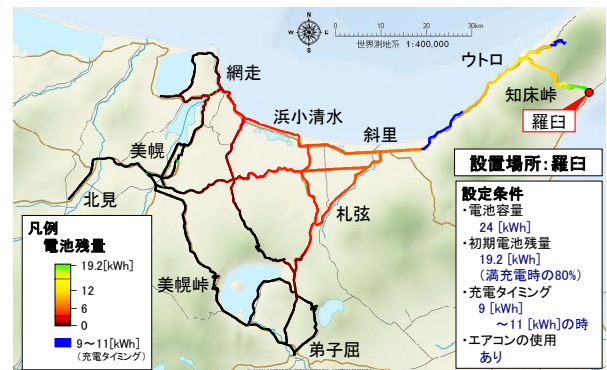 N
W
E
S
0
10
20
30km
世界測地系 1:400,000
網走
ウトロ
浜小清水
知床峠
羅臼
斜里
美幌
設置場所:羅臼
北見
札弦
設定条件
・電池容量
24 [kWh]
・初期電池残量
19.2 [kWh]
(満充電時の80%)
・充電タイミング
9 [kWh]
~11 [kWh]の時
・エアコンの使用
あり
凡例
電池残量
19.2[kWh]
12
6
3
0
9~11[kWh]
(充電タイミング)
美幌峠
弟子屈